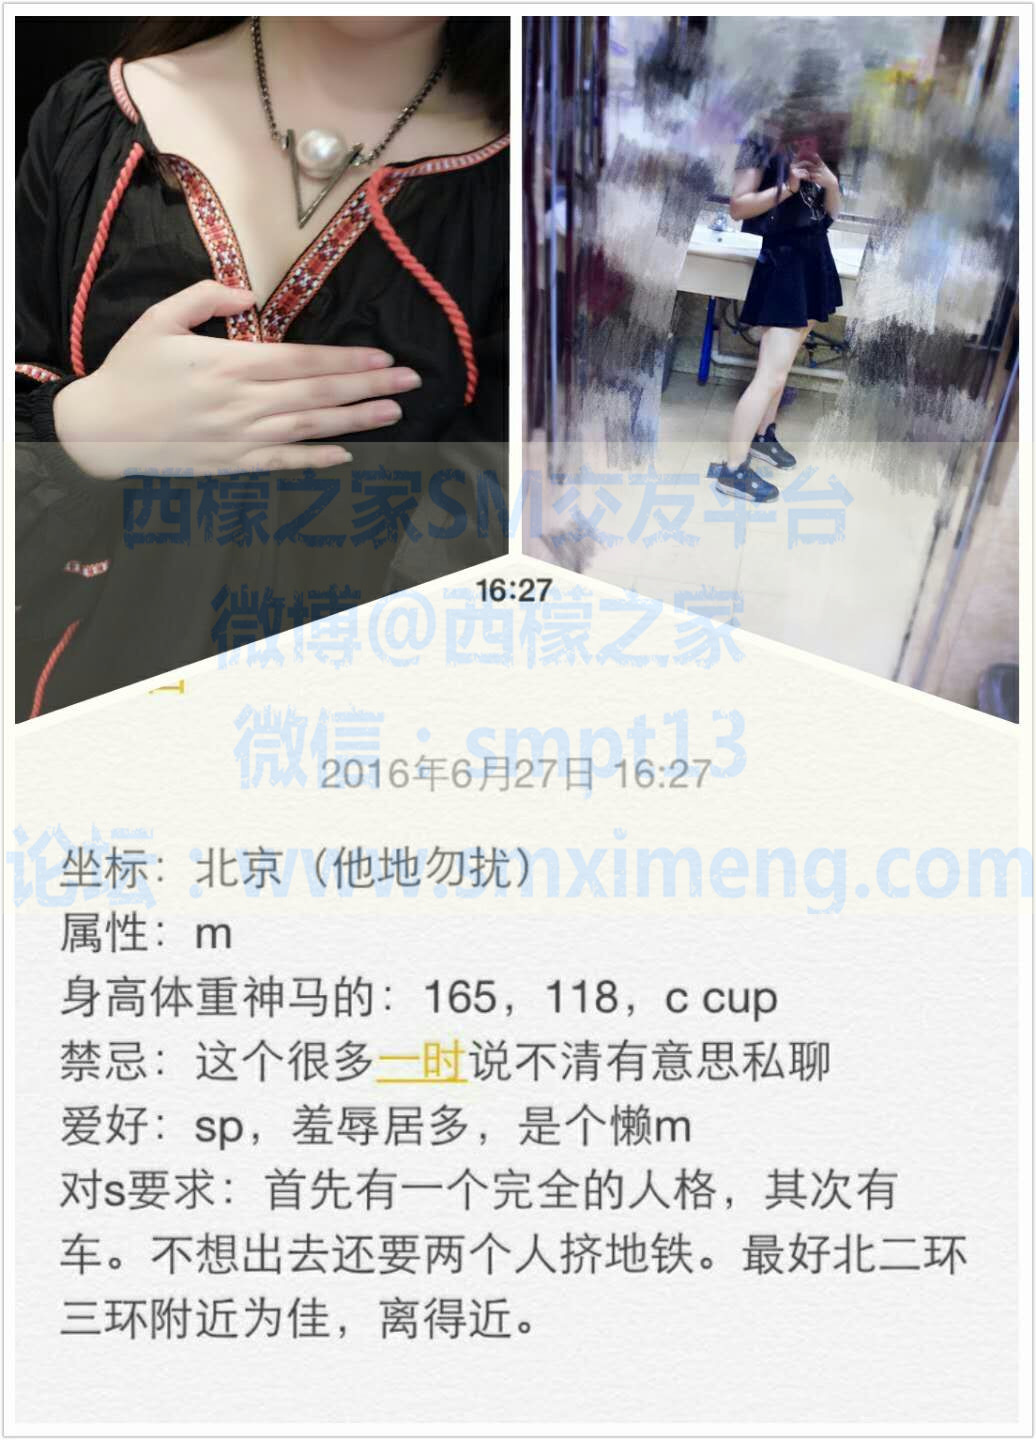 西檬之家SM交友平台
16:27
微博@西檬之家
微信：smpt13
2016年6月27日 16:27
论坛：www.smximeng.com
坐标：北京（他地勿扰）
属性：m
身高体重神马的：165，118，c cup
禁忌：这个很多一时说不清有意思私聊
爱好：sp，羞辱居多，是个懒m
对s要求：首先有一个完全的人格，其次有
车。不想出去还要两个人挤地铁。最好北二环
三环附近为佳，离得近。